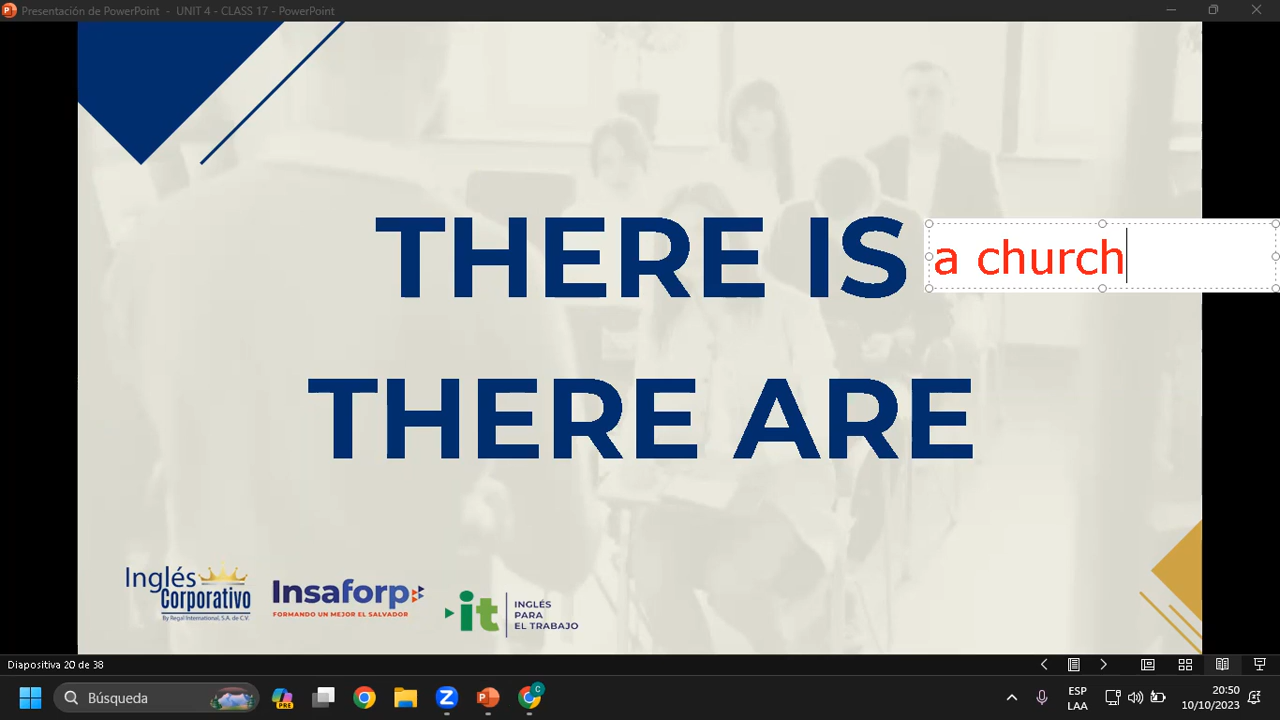 Presentación de PowerPoint - UNIT 4 - CLASS 17 - PowerPoint
THERE IS a church
THERE ARE
Inglés
Corporativo
By Regal International, S.A. de C.V.
Insaforp
FORMANDO UN MEJOR EL SALVADOR
it
INGLÉS
PARA
EL TRABAJO
Diapositiva 20 de 38
Búsqueda
PRE
C
ESP
LAA
20:50
10/10/2023